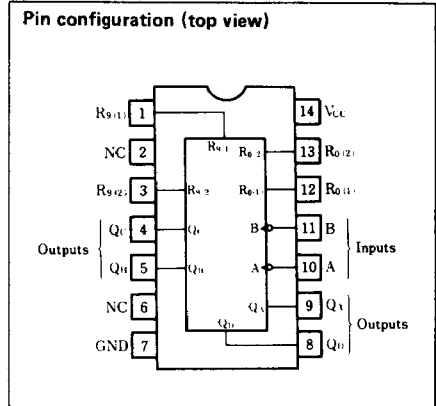 Pin configuration (top view)
R9(1) 1
NC 2
R9(2) 3
QC 4
QB 5
NC 6
GND 7
Outputs
14 VCC
13 R0(2)
12 R0(1)
11 B
10 A
9 QA
8 QD
Inputs
Outputs
R9(1)
R9(2)
QC
QB
QD
R0(2)
R0(1)
B
A
QA